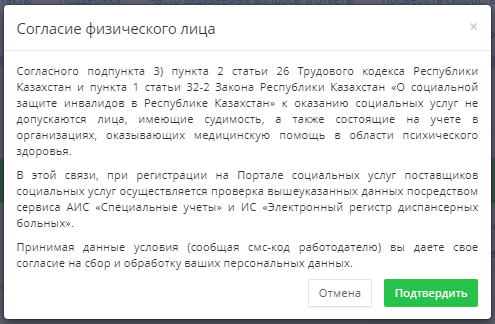 Согласие физического лица
×
Согласного подпункта 3) пункта 2 статьи 26 Трудового кодекса Республики
Казахстан и пункта 1 статьи 32-2 Закона Республики Казахстан «О социальной
защите инвалидов в Республике Казахстан» к оказанию социальных услуг не
допускаются лица, имеющие судимость, а также состоящие на учете в
организациях, оказывающих медицинскую помощь в области психического
здоровья.
В этой связи, при регистрации на Портале социальных услуг поставщиков
социальных услуг осуществляется проверка вышеуказанных данных посредством
сервиса АИС «Специальные учеты» и ИС «Электронный регистр диспансерных
больных».
Принимая данные условия (сообщая смс-код работодателю) вы даете свое
согласие на сбор и обработку ваших персональных данных.
Отмена
Подтвердить